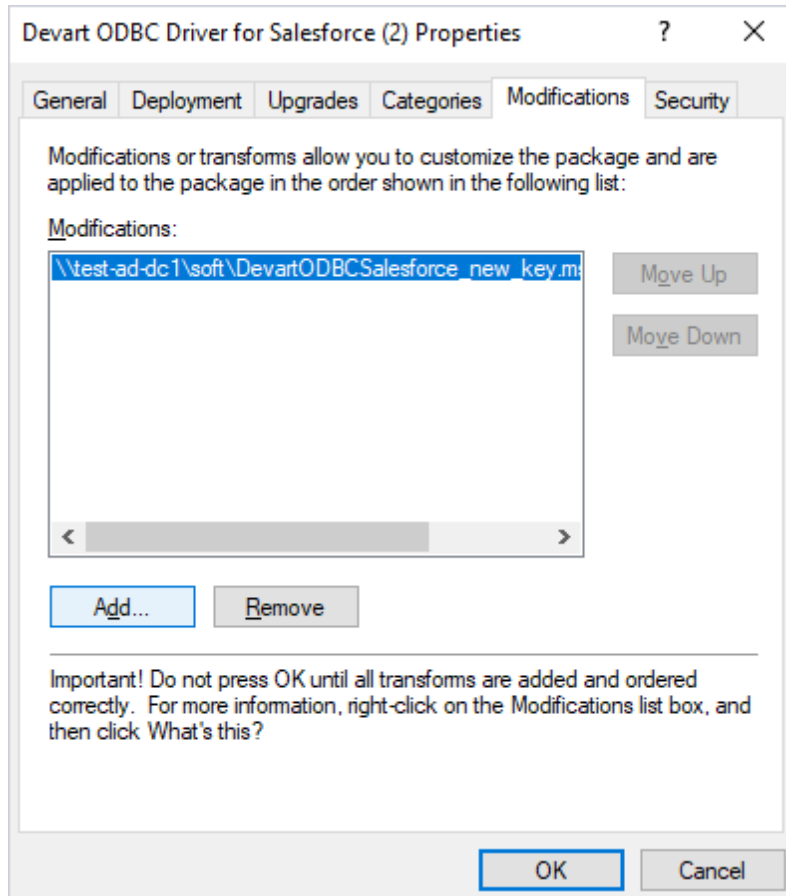 Devart ODBC Driver for Salesforce (2) Properties ?
General Deployment Upgrades Categories Modifications Security
Modifications or transforms allow you to customize the package and are
applied to the package in the order shown in the following list:
Modifications:
\\test-ad-dc1\soft\DevartODBCSalesforce_new_key.ms
Move Up
Move Down
Add... Remove
Important! Do not press OK until all transforms are added and ordered
correctly. For more information, right-click on the Modifications list box, and
then click What's this?
OK Cancel